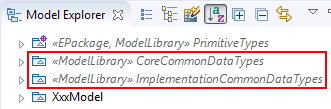 Model Explorer
«EPackage, ModelLibrary» PrimitiveTypes
«ModelLibrary» CoreCommonDataTypes
«ModelLibrary» ImplementationCommonDataTypes
XxxModel